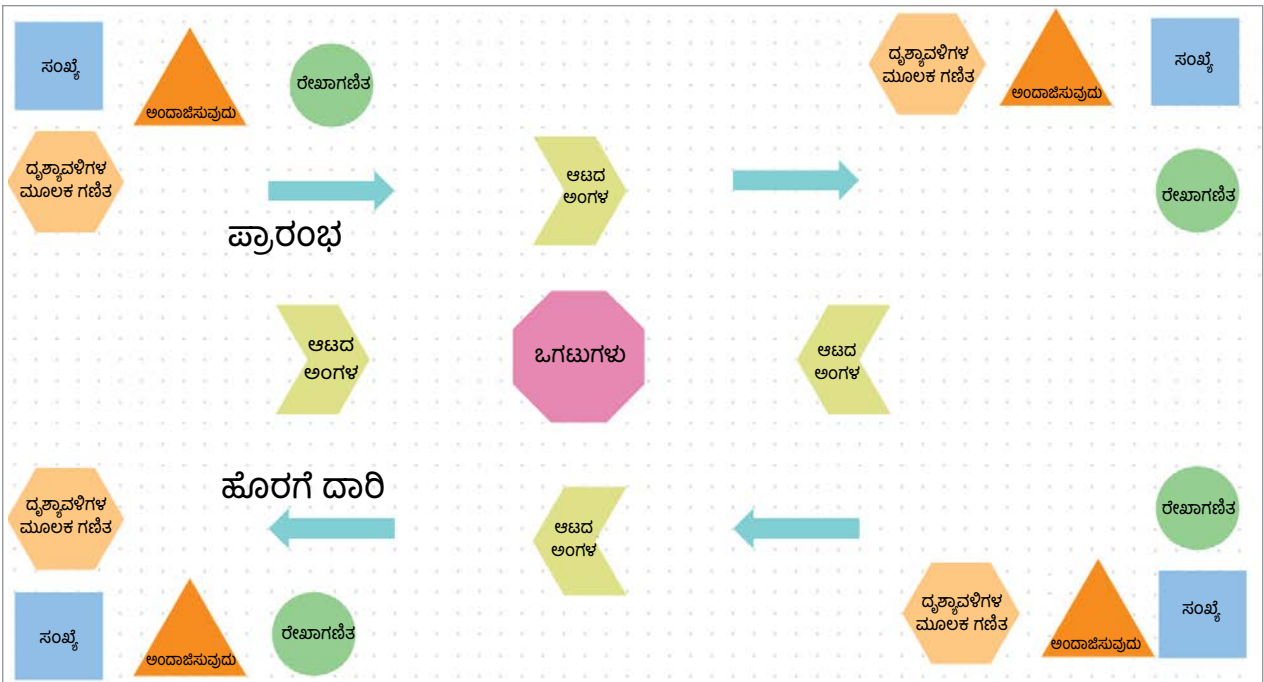 ಸಂಖ್ಯೆ
ಅಂದಾಜಿಸುವುದು
ರೇಖಾಗಣಿತ
ದೃಶ್ಯಾವಳಿಗಳ
ಮೂಲಕ ಗಣಿತ
ದೃಶ್ಯಾವಳಿಗಳ
ಮೂಲಕ ಗಣಿತ
ಅಂದಾಜಿಸುವುದು
ಸಂಖ್ಯೆ
ರೇಖಾಗಣಿತ
ಪ್ರಾರಂಭ
ಆಟದ
ಅಂಗಳ
ಆಟದ
ಅಂಗಳ
ಒಗಟುಗಳು
ಆಟದ
ಅಂಗಳ
ಹೊರಗೆ ದಾರಿ
ಆಟದ
ಅಂಗಳ
ದೃಶ್ಯಾವಳಿಗಳ
ಮೂಲಕ ಗಣಿತ
ಸಂಖ್ಯೆ
ಅಂದಾಜಿಸುವುದು
ರೇಖಾಗಣಿತ
ರೇಖಾಗಣಿತ
ದೃಶ್ಯಾವಳಿಗಳ
ಮೂಲಕ ಗಣಿತ
ಅಂದಾಜಿಸುವುದು
ಸಂಖ್ಯೆ